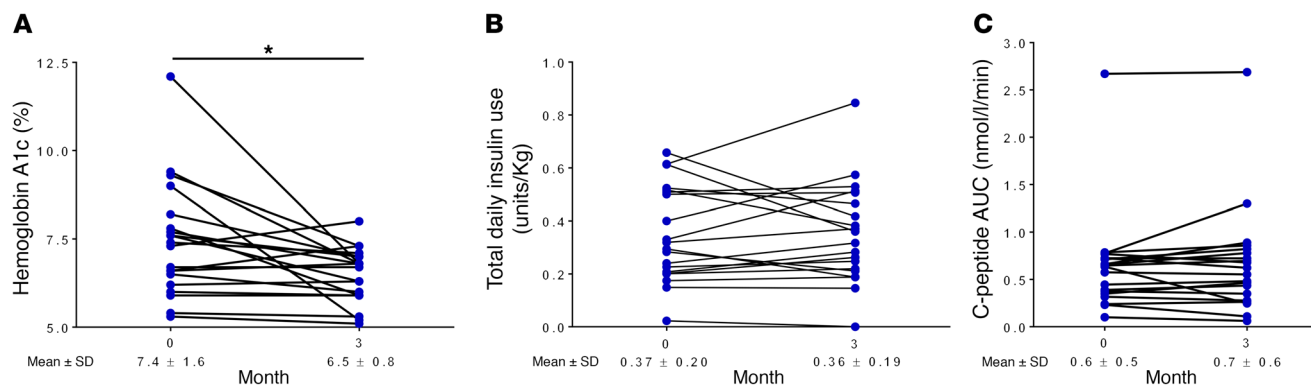 A
Hemoglobin A1c (%)
12.5
10.0
7.5
5.0
*
0 3
Mean ± SD 7.4 ± 1.6 6.5 ± 0.8
Month
B
Total daily insulin use
(units/Kg)
1.0
0.8
0.6
0.4
0.2
0.0
0 3
Mean ± SD 0.37 ± 0.20 0.36 ± 0.19
Month
C
C-peptide AUC (nmol/l/min)
3.0
2.5
2.0
1.5
1.0
0.5
0.0
0 3
Mean ± SD 0.6 ± 0.5 0.7 ± 0.6
Month